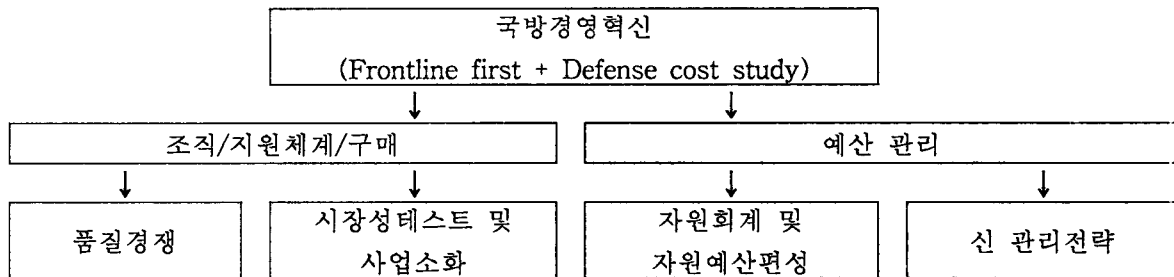 국방경영혁신
(Frontline first + Defense cost study)
조직/지원체계/구매
예산 관리
품질경쟁
시장성테스트 및
사업소화
자원회계 및
자원예산편성
신 관리전략